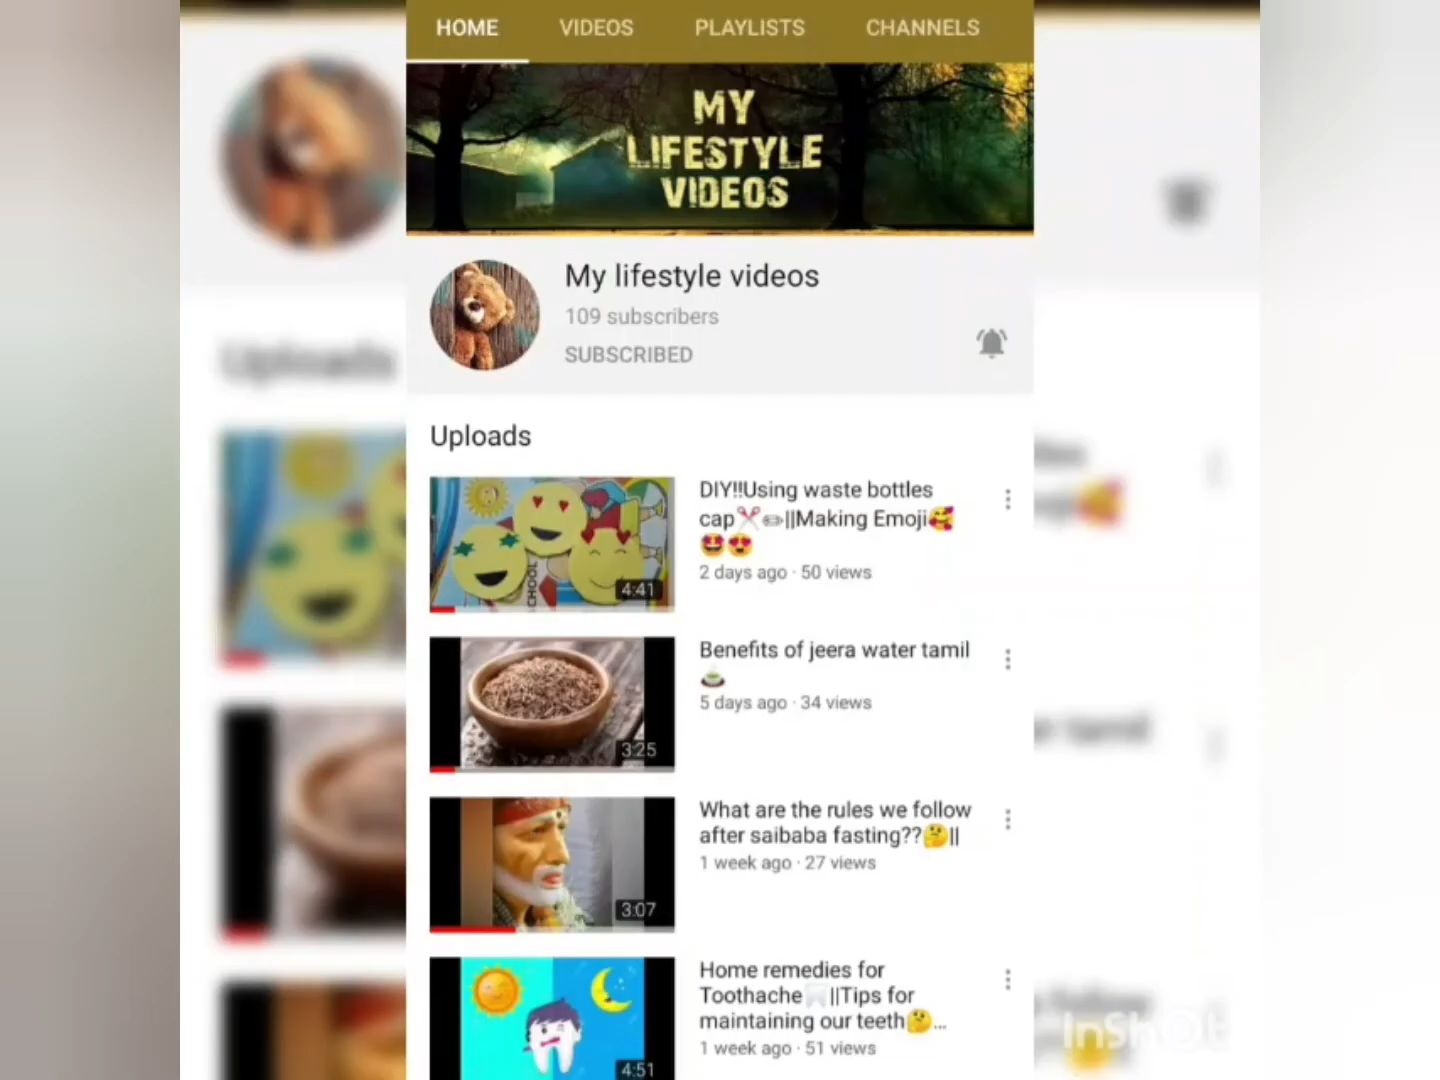 HOME VIDEOS PLAYLISTS CHANNELS
MY
LIFESTYLE
VIDEOS
My lifestyle videos
109 subscribers
SUBSCRIBED
Uploads
Uploads
DIY!!Using waste bottles
cap✂️✏️||Making Emoji🥰
🤩😍
2 days ago · 50 views
4:41
Benefits of jeera water tamil
🍵
5 days ago · 34 views
3:25
What are the rules we follow
after saibaba fasting??🤔||
1 week ago · 27 views
3:07
Home remedies for
Toothache🦷||Tips for
maintaining our teeth🤔...
1 week ago · 51 views
4:51
InShOt